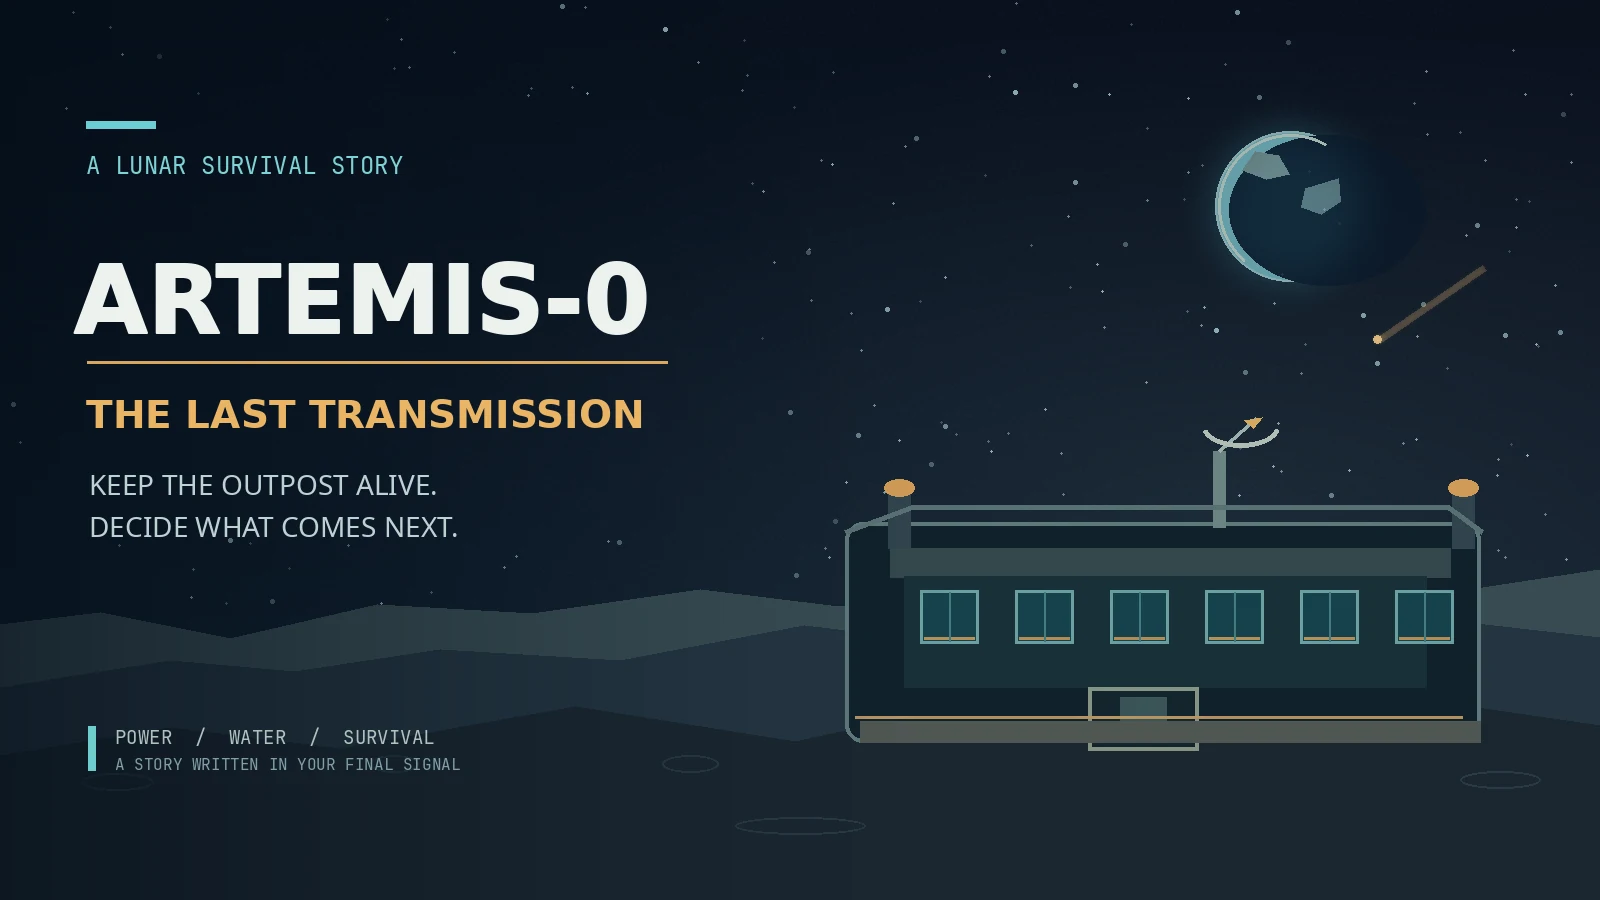 A LUNAR SURVIVAL STORY
ARTEMIS-0
THE LAST TRANSMISSION
KEEP THE OUTPOST ALIVE.
DECIDE WHAT COMES NEXT.
POWER / WATER / SURVIVAL
A STORY WRITTEN IN YOUR FINAL SIGNAL